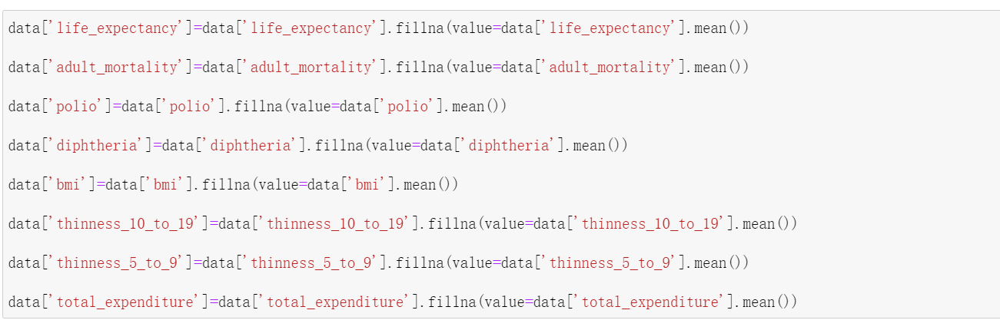 data['life_expectancy']=data['life_expectancy'].fillna(value=data['life_expectancy'].mean())
data['adult_mortality']=data['adult_mortality'].fillna(value=data['adult_mortality'].mean())
data['polio']=data['polio'].fillna(value=data['polio'].mean())
data['diphtheria']=data['diphtheria'].fillna(value=data['diphtheria'].mean())
data['bmi']=data['bmi'].fillna(value=data['bmi'].mean())
data['thinness_10_to_19']=data['thinness_10_to_19'].fillna(value=data['thinness_10_to_19'].mean())
data['thinness_5_to_9']=data['thinness_5_to_9'].fillna(value=data['thinness_5_to_9'].mean())
data['total_expenditure']=data['total_expenditure'].fillna(value=data['total_expenditure'].mean())